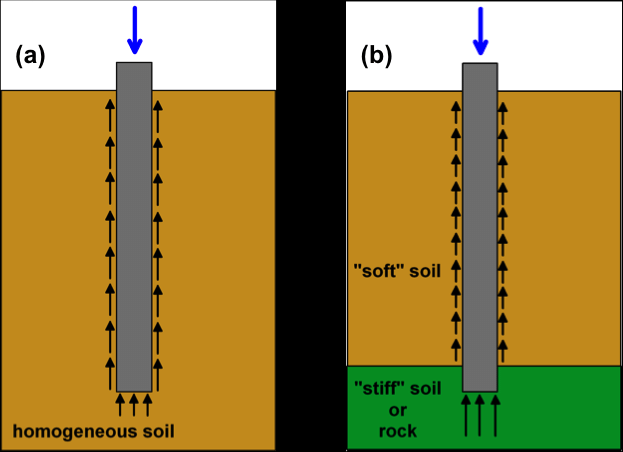 (a)
homogeneous soil
(b)
"soft" soil
"stiff" soil
or
rock